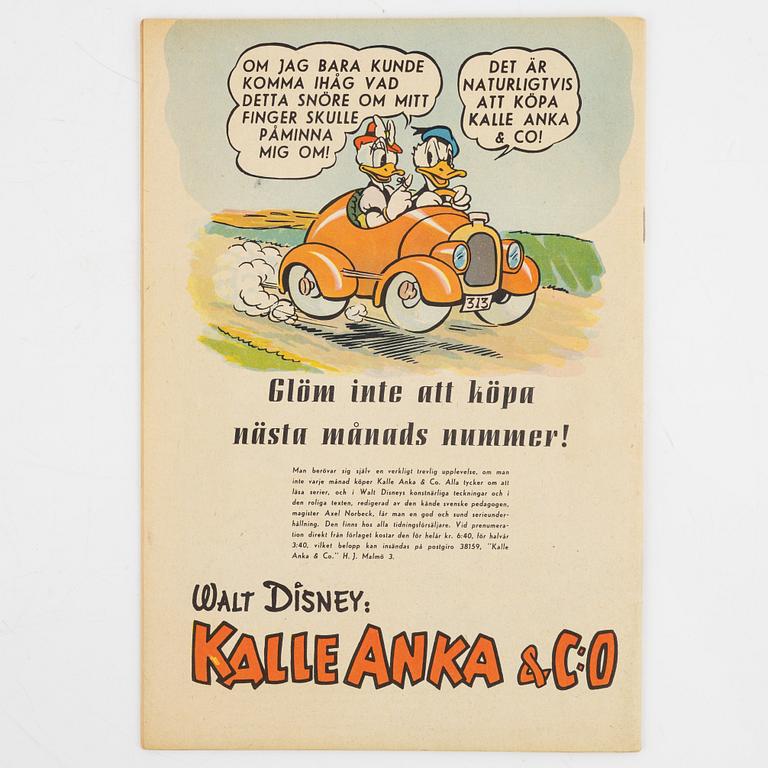 OM JAG BARA KUNDE
KOMMA IHÅG VAD
DETTA SNÖRE OM MITT
FINGER SKULLE
PÅMINNA
MIG OM!
DET ÄR
NATURLIGTVIS
ATT KÖPA
KALLE ANKA
& CO!
313
Glöm inte att köpa
nästa månads nummer!
Man berövar sig själv en verkligt trevlig upplevelse, om man
inte varje månad köper Kalle Anka & Co. Alla tycker om att
läsa serier, och i Walt Disneys konstnärliga teckningar och i
den roliga texten, redigerad av den kände svenske pedagogen,
magister Axel Norbeck, får man en god och sund serieunder-
hållning. Den finns hos alla tidningsförsäljare. Vid prenumera-
tion direkt från förlaget kostar den för helår kr. 6:40, för halvår
3:40, vilket belopp kan insändas på postgiro 38159, "Kalle
Anka & Co." H. J. Malmö 3.
WALT DISNEY:
KALLE ANKA & C:O